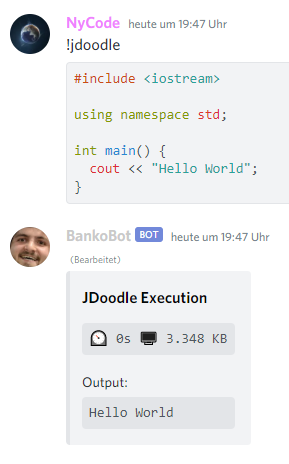 NyCode heute um 19:47 Uhr
!jdoodle
#include <iostream>
using namespace std;
int main() {
  cout << "Hello World";
}
BankoBot BOT heute um 19:47 Uhr
(Bearbeitet)
JDoodle Execution
0s 3.348 KB
Output:
Hello World